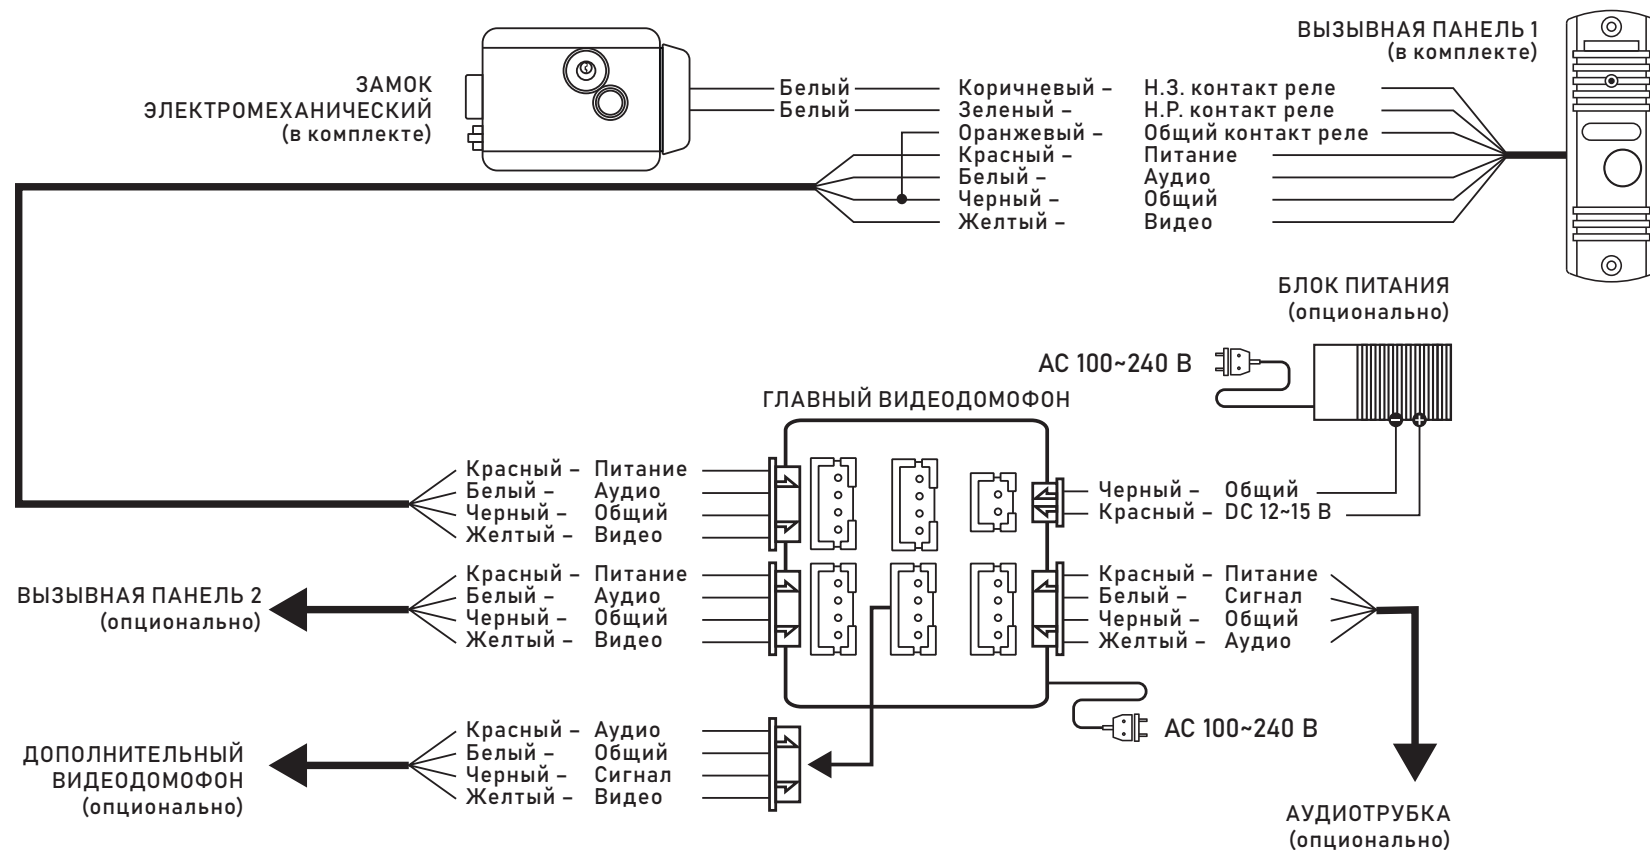 ВЫЗЫВНАЯ ПАНЕЛЬ 1
(в комплекте)
ЗАМОК
ЭЛЕКТРОМЕХАНИЧЕСКИЙ
(в комплекте)
Белый Коричневый – Н.З. контакт реле
Белый Зеленый – Н.Р. контакт реле
Оранжевый – Общий контакт реле
Красный – Питание
Белый – Аудио
Черный – Общий
Желтый – Видео
БЛОК ПИТАНИЯ
(опционально)
АС 100~240 В
ГЛАВНЫЙ ВИДЕОДОМОФОН
Красный – Питание
Белый – Аудио
Черный – Общий
Желтый – Видео
Черный – Общий
Красный – DC 12~15 В
ВЫЗЫВНАЯ ПАНЕЛЬ 2
(опционально)
Красный – Питание
Белый – Аудио
Черный – Общий
Желтый – Видео
Красный – Питание
Белый – Сигнал
Черный – Общий
Желтый – Аудио
АС 100~240 В
ДОПОЛНИТЕЛЬНЫЙ
ВИДЕОДОМОФОН
(опционально)
Красный – Аудио
Белый – Общий
Черный – Сигнал
Желтый – Видео
АУДИОТРУБКА
(опционально)